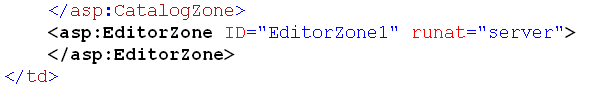 </asp:CatalogZone>
<asp:EditorZone ID="EditorZone1" runat="server">
</asp:EditorZone>
</td>